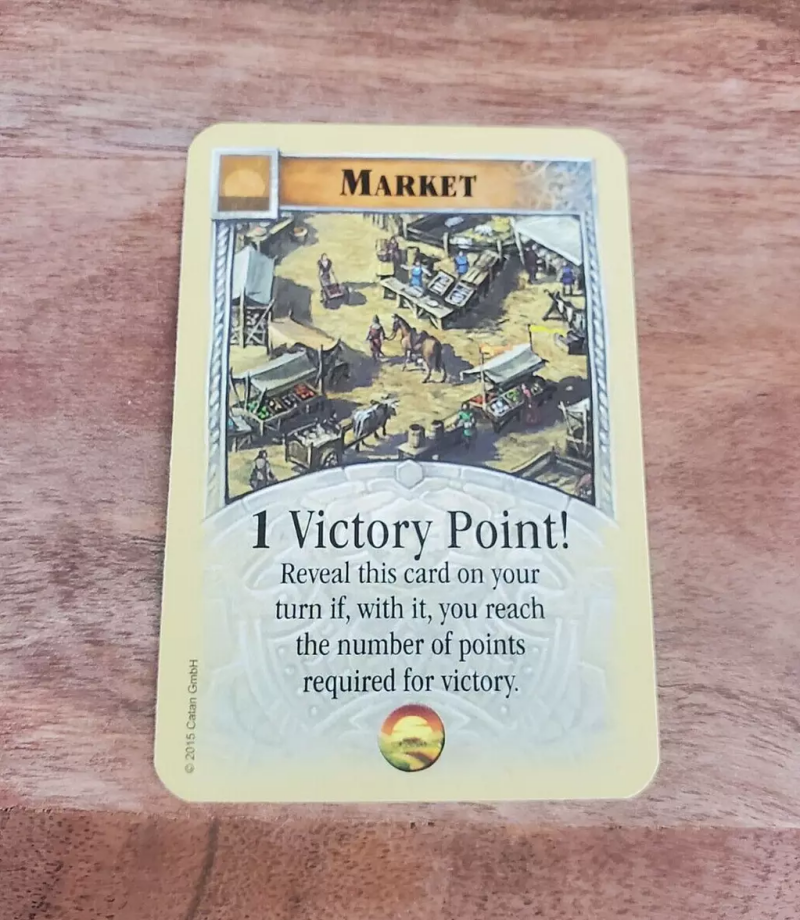 MARKET
1 Victory Point!
Reveal this card on your
turn if, with it, you reach
the number of points
required for victory.
© 2015 Catan GmbH